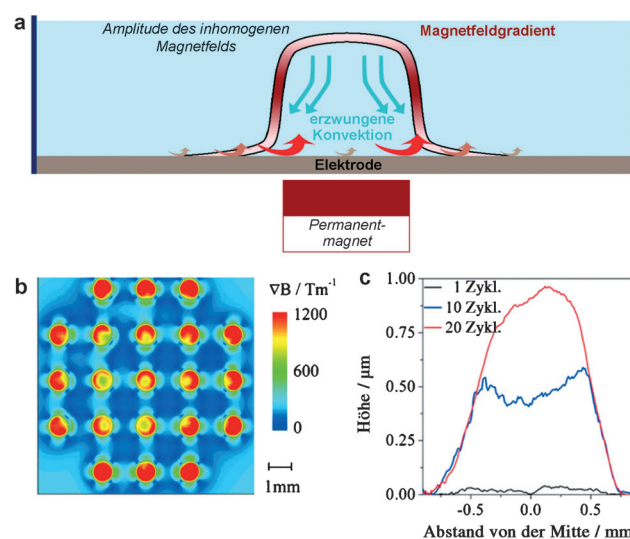 a
Amplitude des inhomogenen
Magnetfelds
Magnetfeldgradient
erzwungene
Konvektion
Elektrode
Permanent-
magnet
b
∇B / Tm⁻¹
1200
600
0
1mm
c
1 Zykl.
10 Zykl.
20 Zykl.
Höhe / µm
1.00
0.75
0.50
0.25
0.00
-0.5
0.0
0.5
Abstand von der Mitte / mm